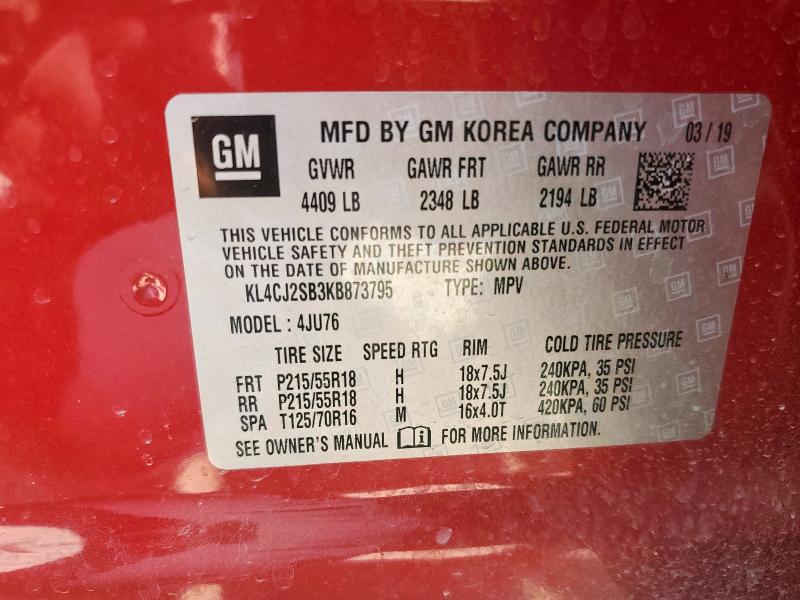 GM
MFD BY GM KOREA COMPANY 03/19
GVWR GAWR FRT GAWR RR
4409 LB 2348 LB 2194 LB
THIS VEHICLE CONFORMS TO ALL APPLICABLE U.S. FEDERAL MOTOR
VEHICLE SAFETY AND THEFT PREVENTION STANDARDS IN EFFECT
ON THE DATE OF MANUFACTURE SHOWN ABOVE.
KL4CJ2SB3KB873795 TYPE: MPV
MODEL : 4JU76
TIRE SIZE SPEED RTG RIM COLD TIRE PRESSURE
FRT P215/55R18 H 18x7.5J 240KPA, 35 PSI
RR P215/55R18 H 18x7.5J 240KPA, 35 PSI
SPA T125/70R16 M 16x4.0T 420KPA, 60 PSI
SEE OWNER'S MANUAL FOR MORE INFORMATION.